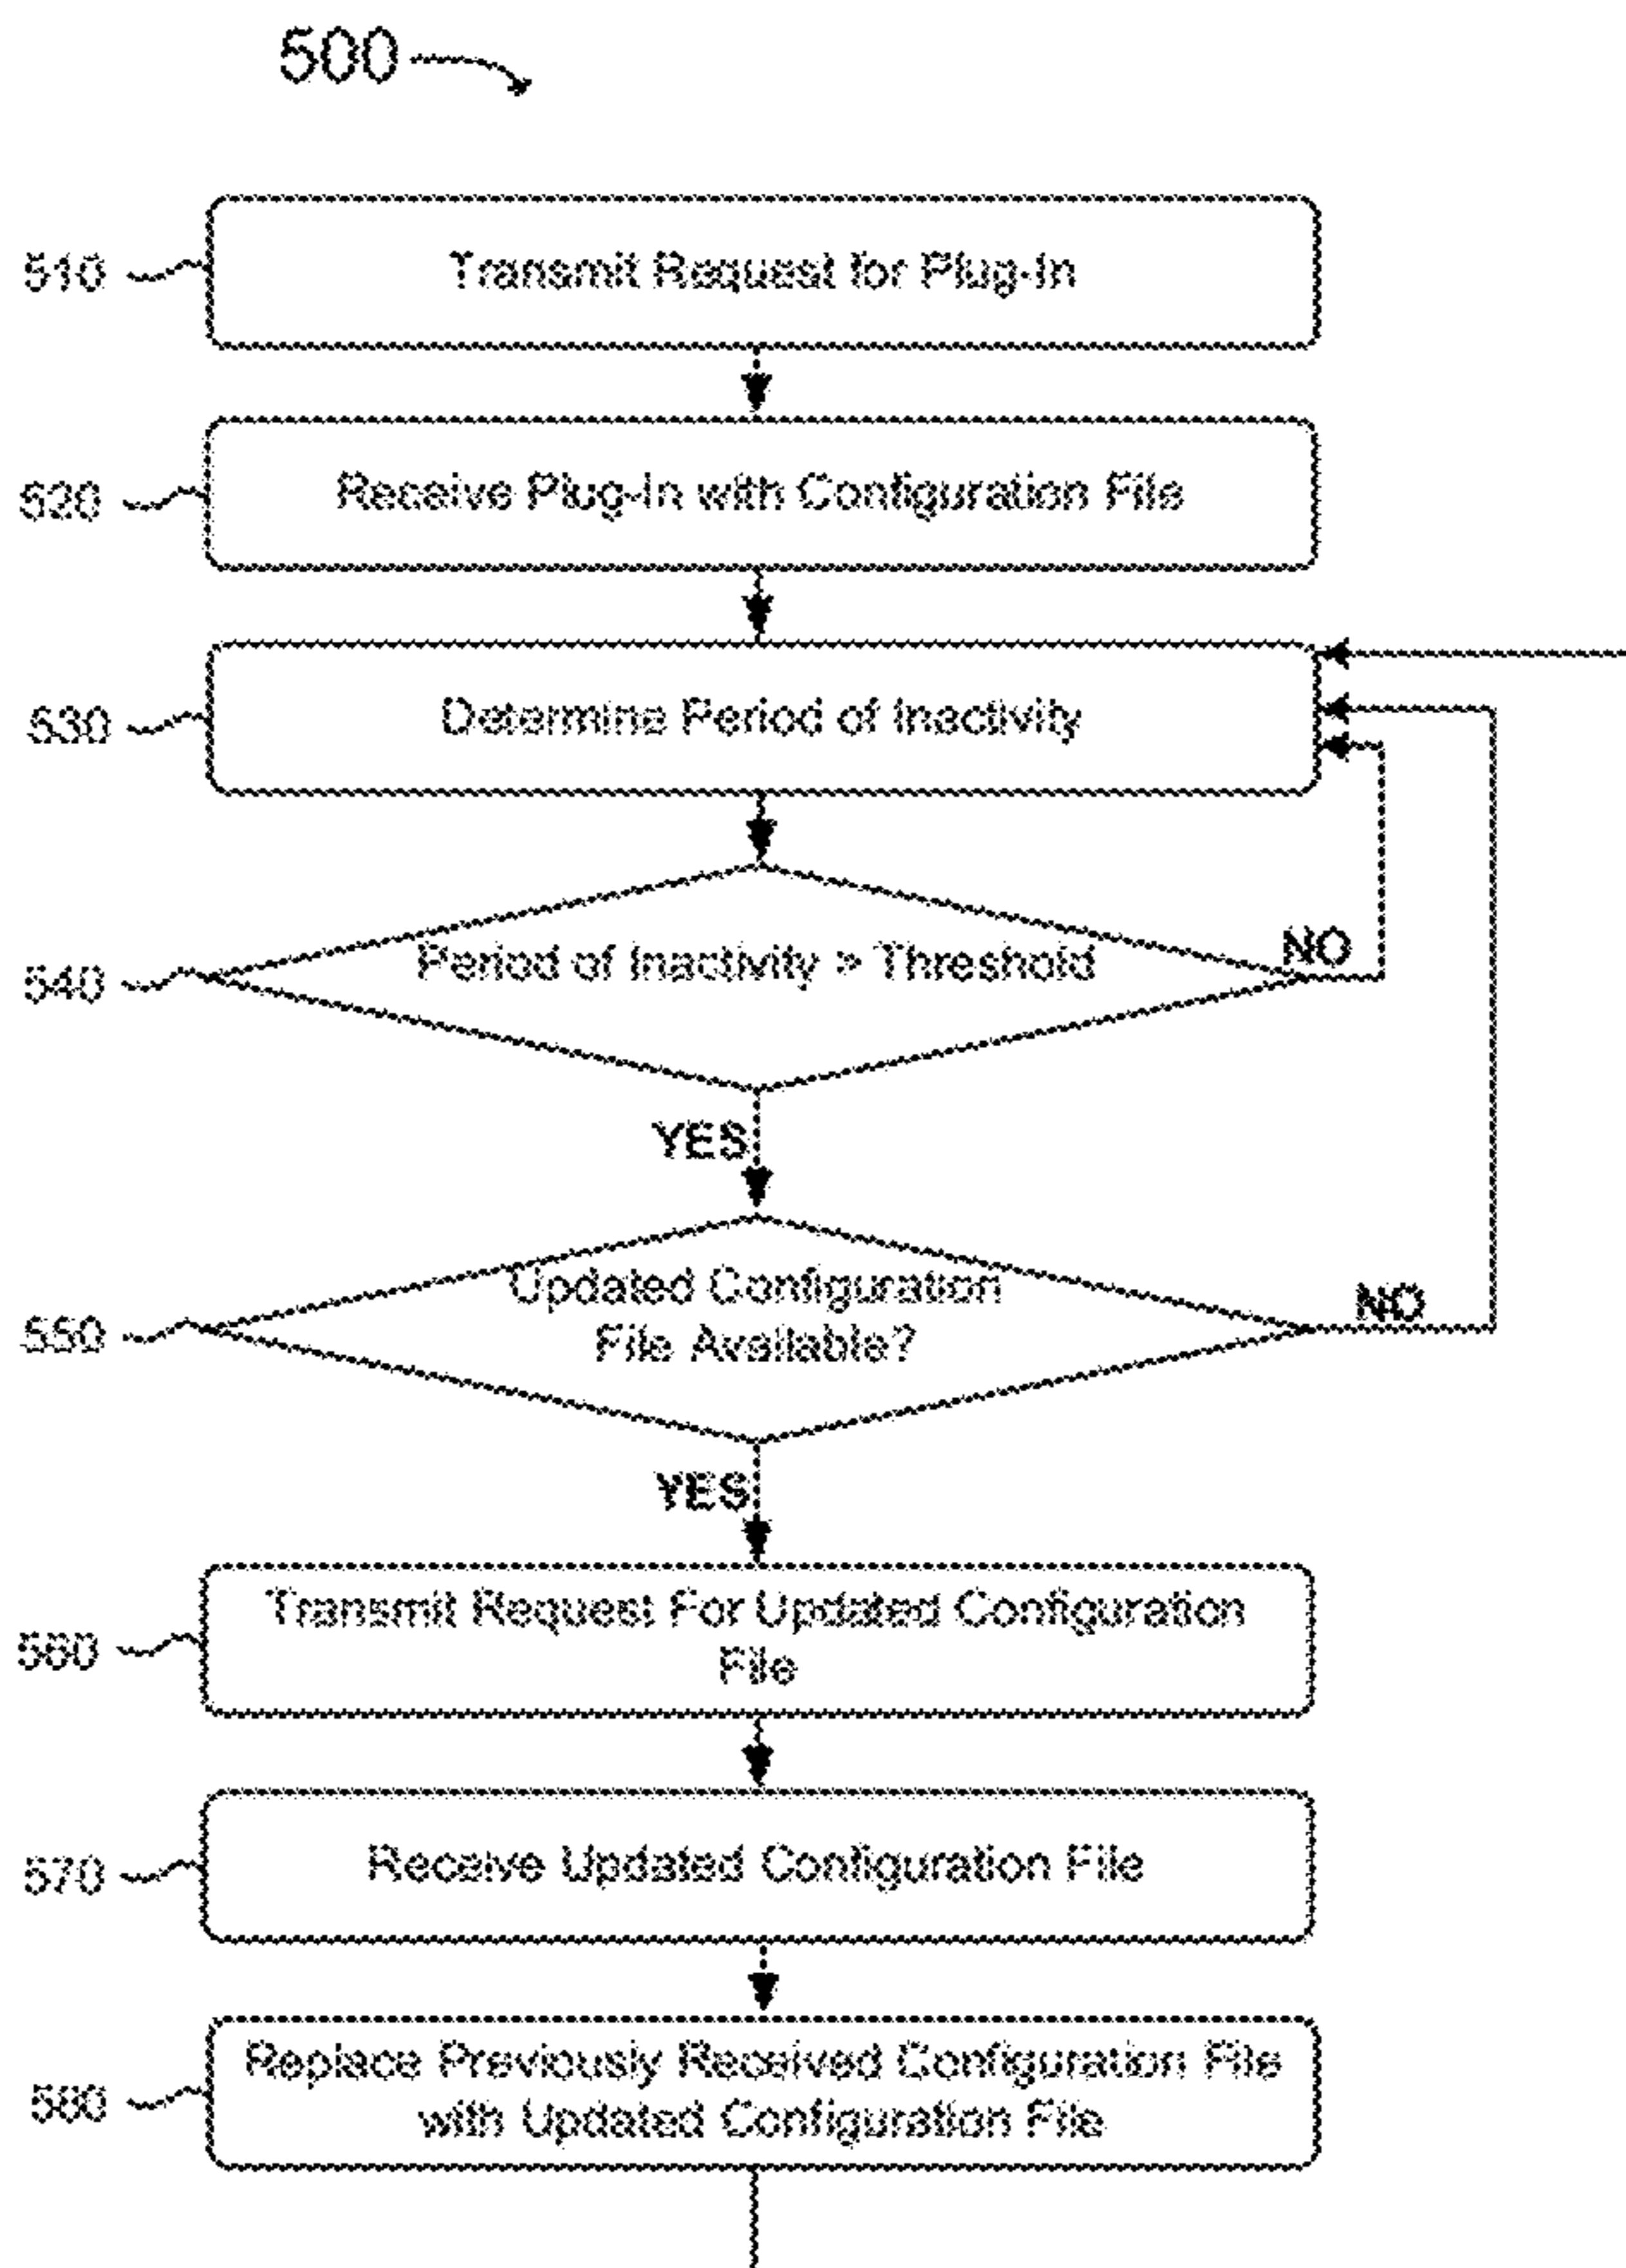 500
510
Transmit Request for Plug-In
520
Receive Plug-In with Configuration File
530
Determine Period of Inactivity
540
Period of Inactivity > Threshold
NO
YES
550
Updated Configuration
File Available?
NO
YES
560
Transmit Request For Updated Configuration
File
570
Receive Updated Configuration File
580
Replace Previously Received Configuration File
with Updated Configuration File